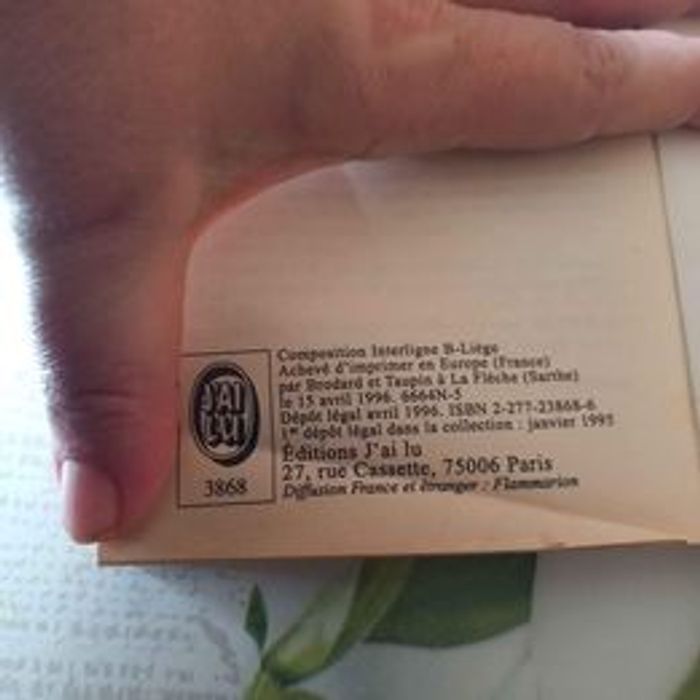 J'AI
LU
3868
Composition Interligne B-Liège
Achevé d'imprimer en Europe (France)
par Brodard et Taupin à La Flèche (Sarthe)
le 15 avril 1996. 6664N-5
Dépôt légal avril 1996. ISBN 2-277-23868-6
1er dépôt légal dans la collection : janvier 1995
Éditions J'ai lu
27, rue Cassette, 75006 Paris
Diffusion France et étranger : Flammarion